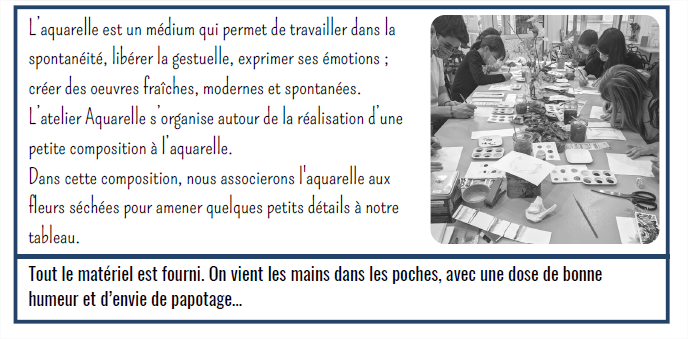 L'aquarelle est un médium qui permet de travailler dans la
spontanéité, libérer la gestuelle, exprimer ses émotions ;
créer des oeuvres fraîches, modernes et spontanées.
L'atelier Aquarelle s'organise autour de la réalisation d'une
petite composition à l'aquarelle.
Dans cette composition, nous associerons l'aquarelle aux
fleurs séchées pour amener quelques petits détails à notre
tableau.
Tout le matériel est fourni. On vient les mains dans les poches, avec une dose de bonne
humeur et d'envie de papotage...